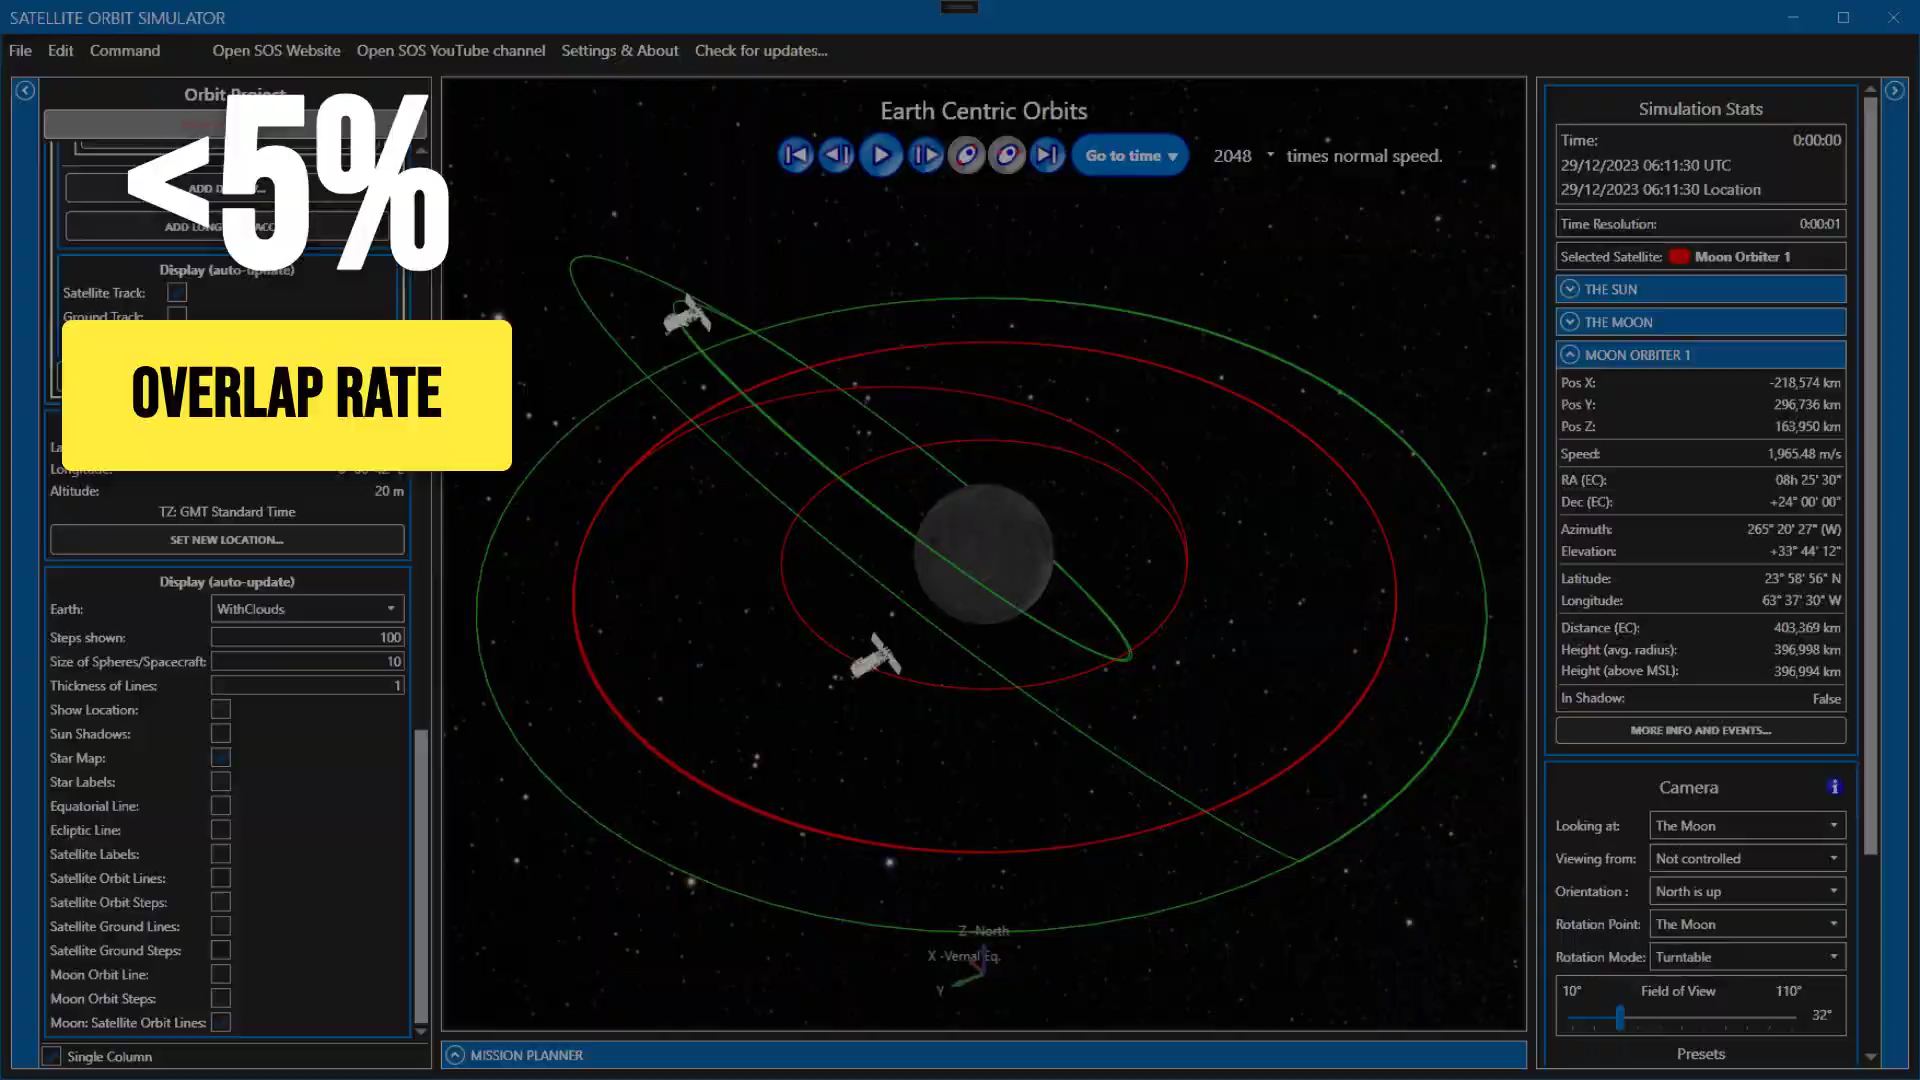 SATELLITE ORBIT SIMULATOR
File Edit Command Open SOS Website Open SOS YouTube channel Settings & About Check for updates...
<5%
OVERLAP RATE
Display (auto-update)
Satellite Track:
Ground Track:
Altitude: 20 m
TZ: GMT Standard Time
SET NEW LOCATION...
Display (auto-update)
Earth: WithClouds
Steps shown: 100
Size of Spheres/Spacecraft: 10
Thickness of Lines: 1
Show Location:
Sun Shadows:
Star Map:
Star Labels:
Equatorial Line:
Ecliptic Line:
Satellite Labels:
Satellite Orbit Lines:
Satellite Orbit Steps:
Satellite Ground Lines:
Satellite Ground Steps:
Moon Orbit Line:
Moon Orbit Steps:
Moon: Satellite Orbit Lines:
Single Column
Earth Centric Orbits
Go to time 2048 times normal speed.
Z -North
X -Vernal Eq.
Y
MISSION PLANNER
Simulation Stats
Time: 0:00:00
29/12/2023 06:11:30 UTC
29/12/2023 06:11:30 Location
Time Resolution: 0:00:01
Selected Satellite: Moon Orbiter 1
THE SUN
THE MOON
MOON ORBITER 1
Pos X: -218,574 km
Pos Y: 296,736 km
Pos Z: 163,950 km
Speed: 1,965.48 m/s
RA (EC): 08h 25' 30"
Dec (EC): +24° 00' 00"
Azimuth: 265° 20' 27" (W)
Elevation: +33° 44' 12"
Latitude: 23° 58' 56" N
Longitude: 63° 37' 30" W
Distance (EC): 403,369 km
Height (avg. radius): 396,998 km
Height (above MSL): 396,994 km
In Shadow: False
MORE INFO AND EVENTS...
Camera
Looking at: The Moon
Viewing from: Not controlled
Orientation : North is up
Rotation Point: The Moon
Rotation Mode: Turntable
10° Field of View 110°
32°
Presets